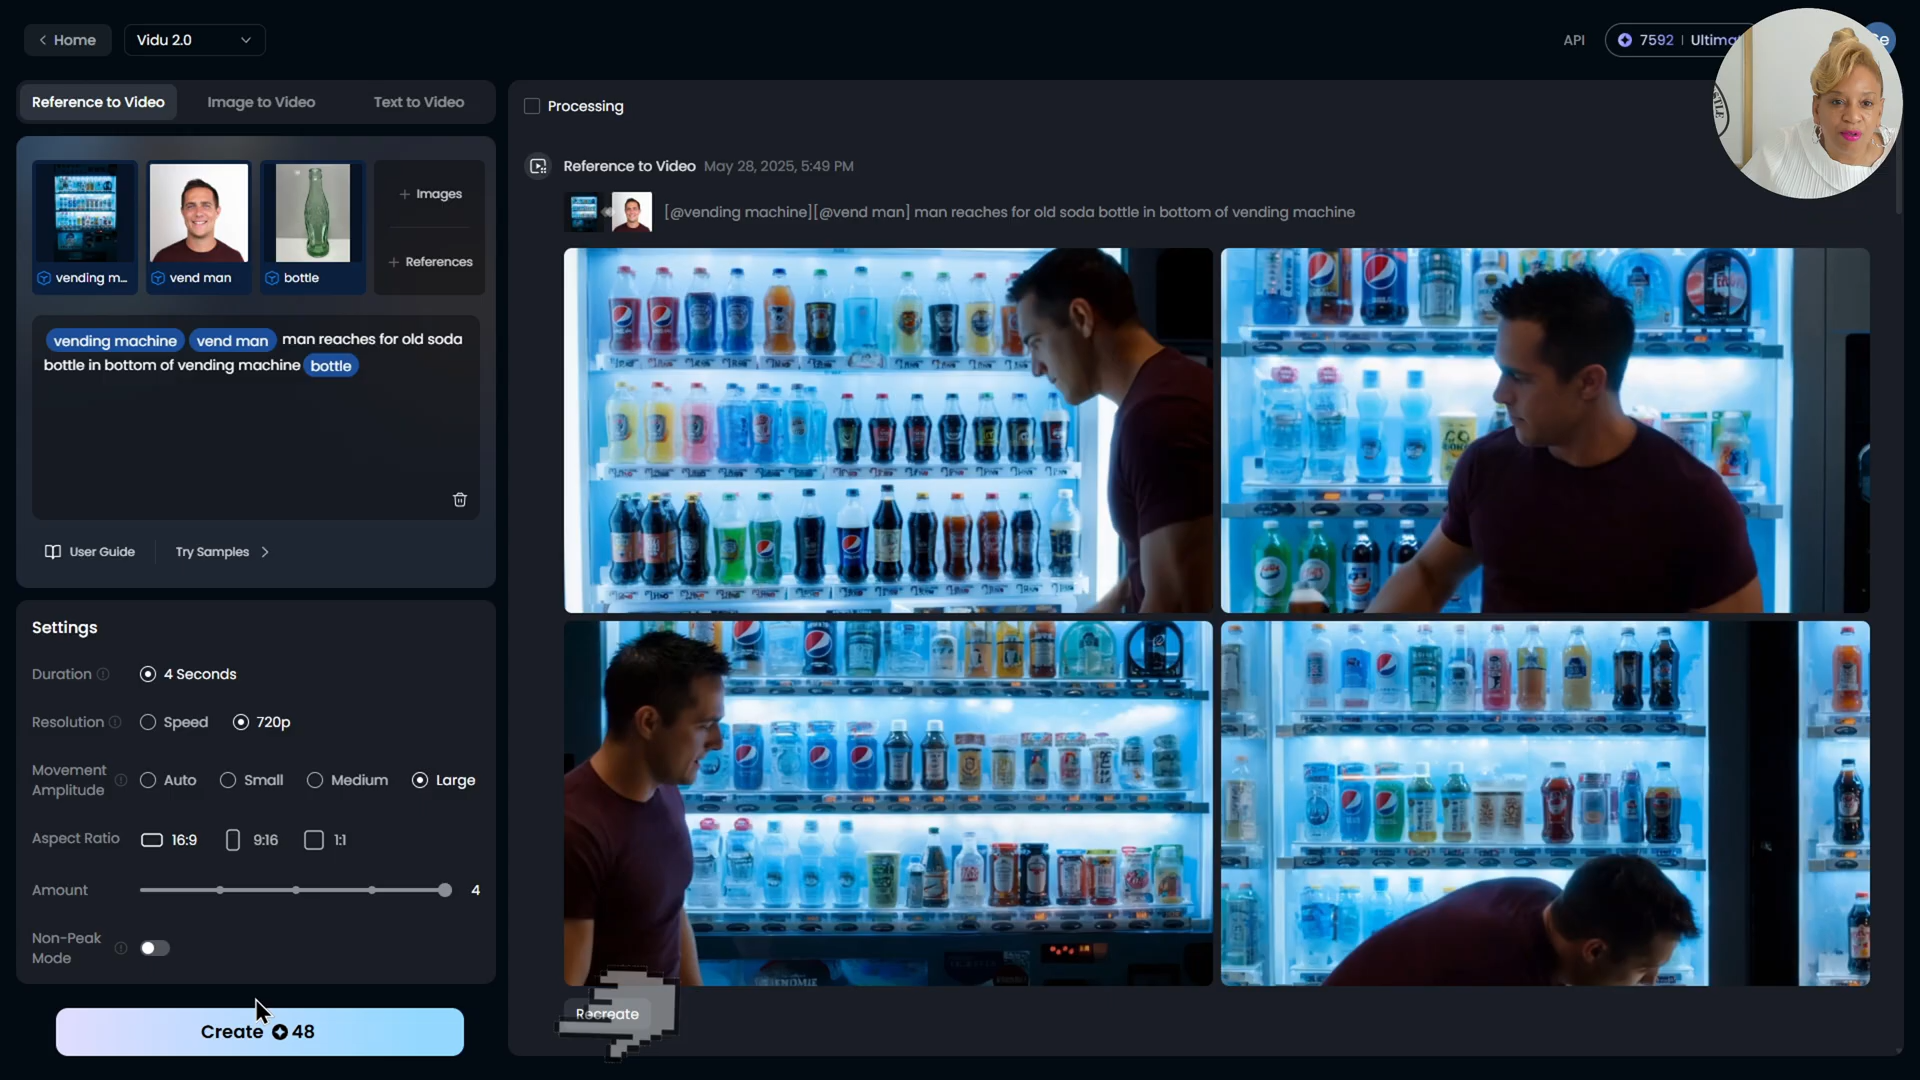 Home
Vidu 2.0
API
7592 | Ultima
Reference to Video
Image to Video
Text to Video
vending m...
vend man
bottle
+ Images
+ References
vending machine vend man man reaches for old soda
bottle in bottom of vending machine bottle
User Guide
Try Samples
Settings
Duration
4 Seconds
Resolution
Speed
720p
Movement
Amplitude
Auto
Small
Medium
Large
Aspect Ratio
16:9
9:16
1:1
Amount
4
Non-Peak
Mode
Create 48
Processing
Reference to Video May 28, 2025, 5:49 PM
[@vending machine][@vend man] man reaches for old soda bottle in bottom of vending machine
Recreate